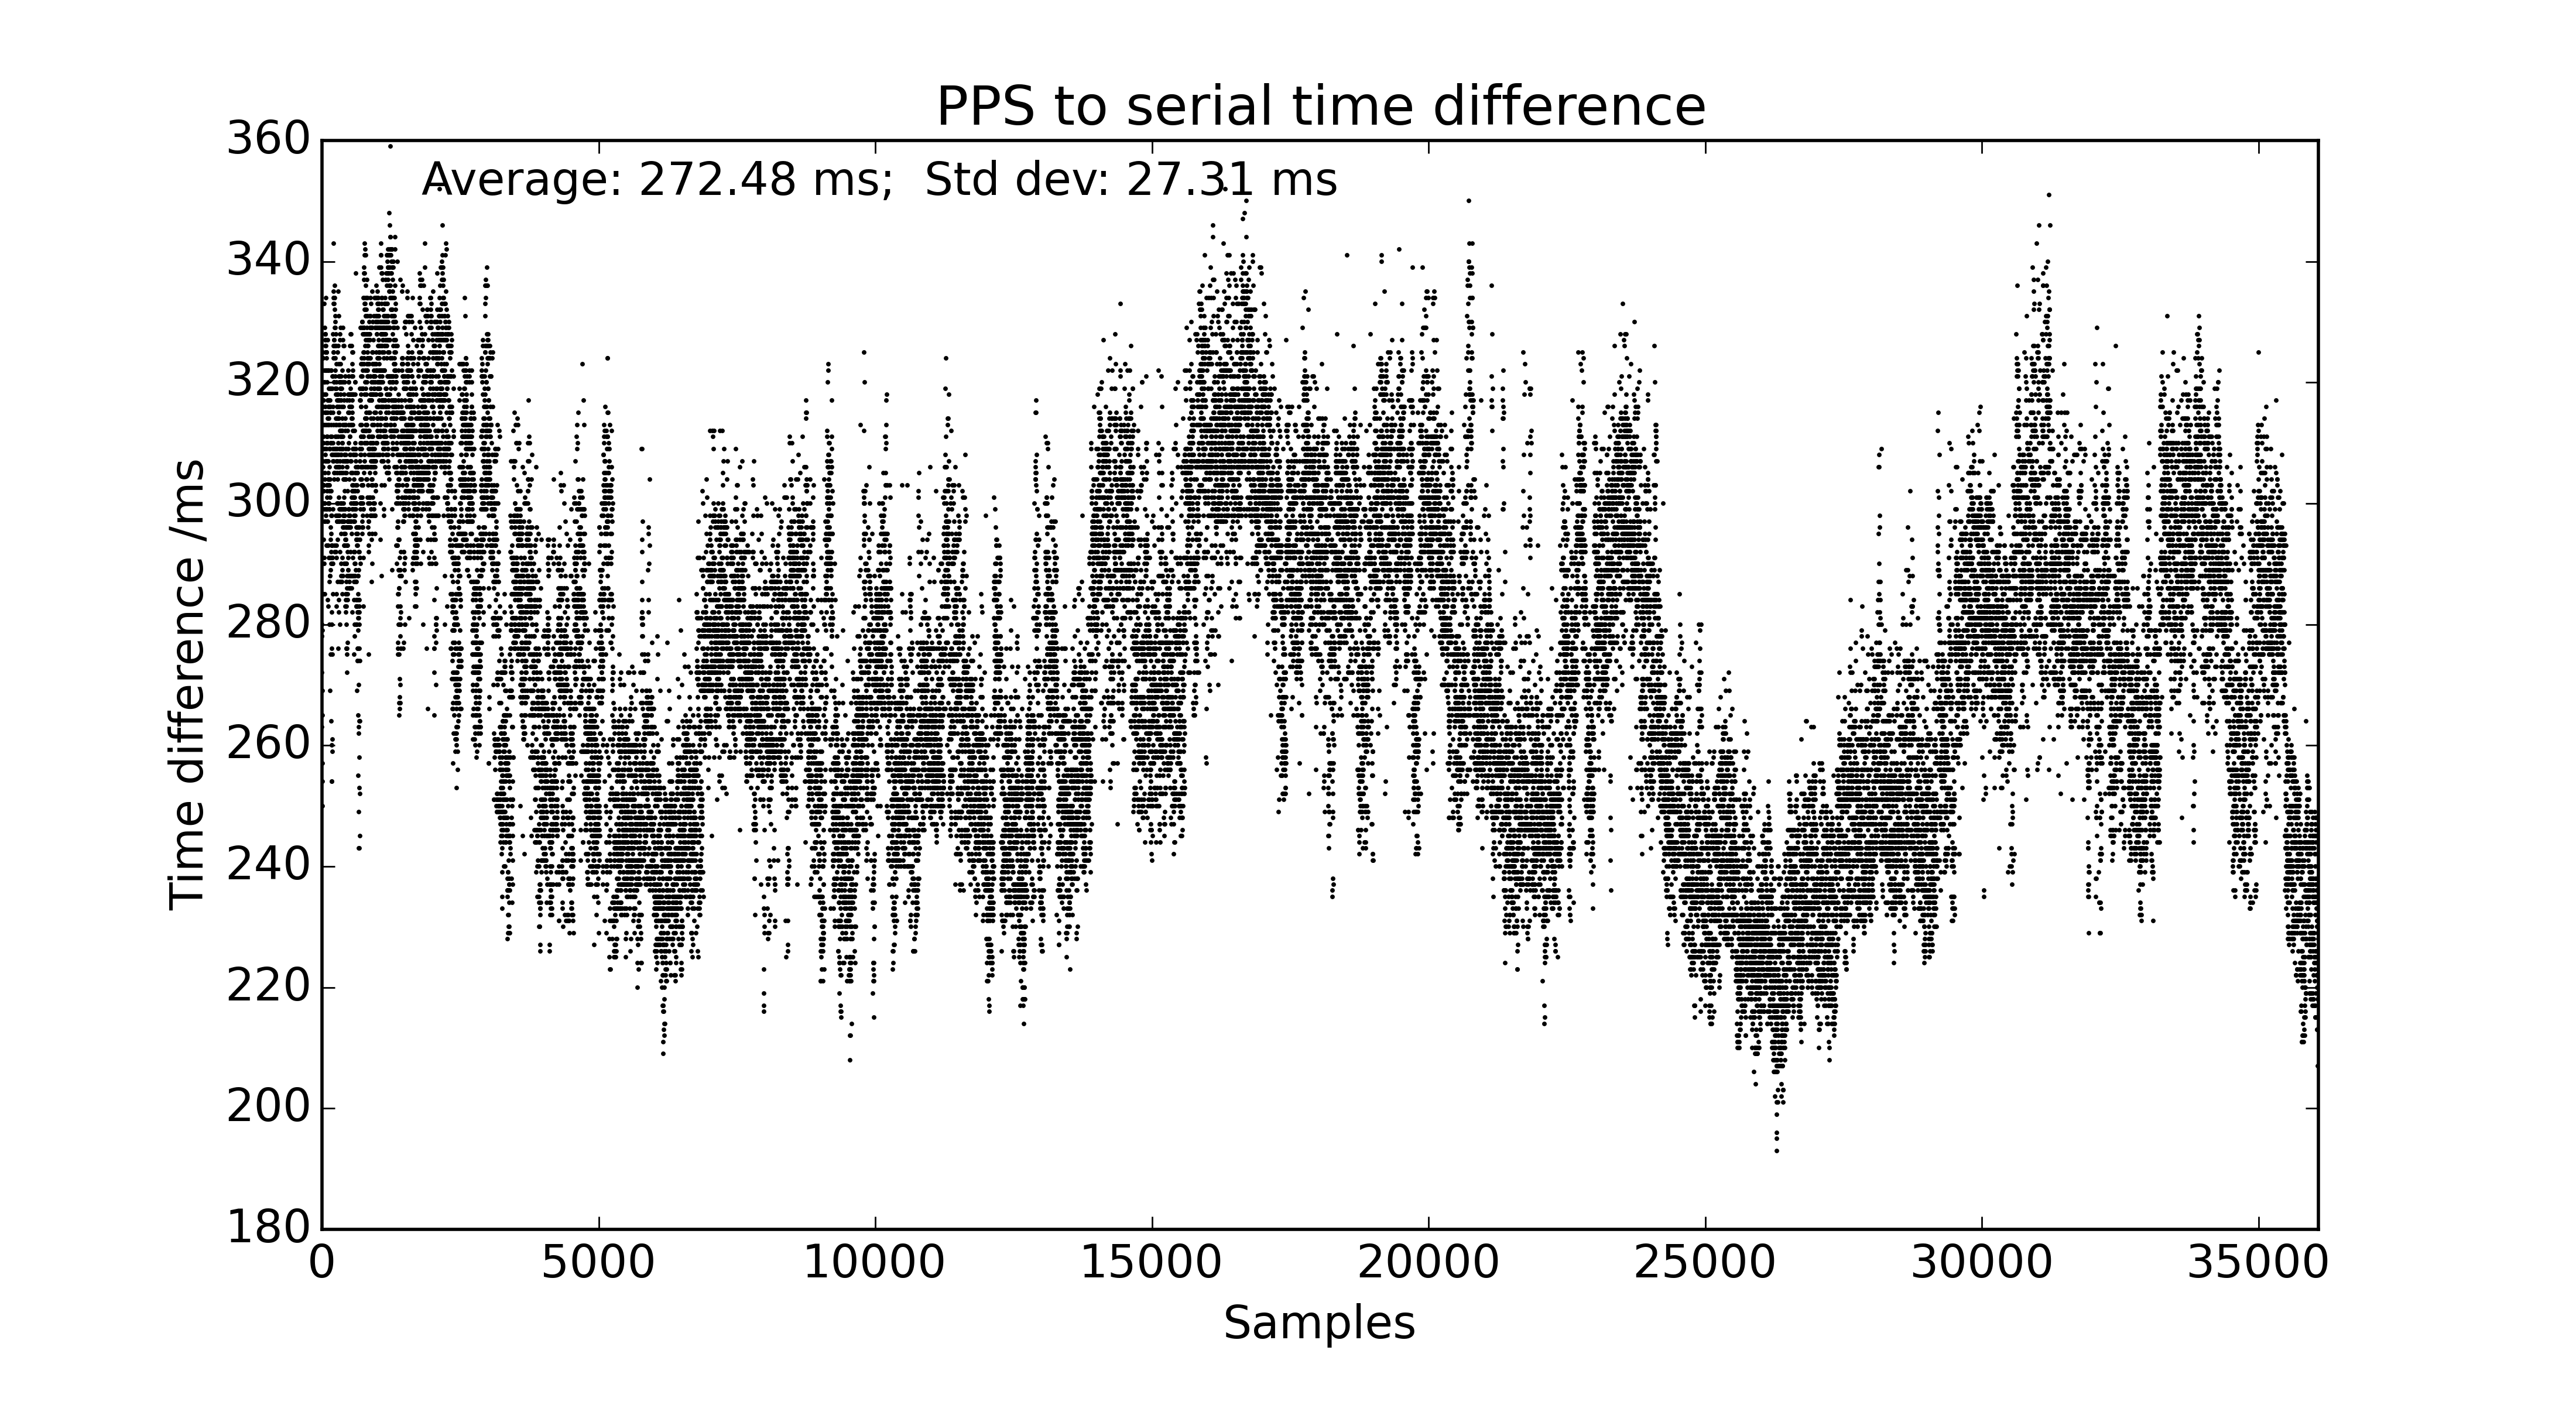 PPS to serial time difference
Average: 272.48 ms;  Std dev: 27.31 ms
Time difference /ms
360
340
320
300
280
260
240
220
200
180
0 5000 10000 15000 20000 25000 30000 35000
Samples